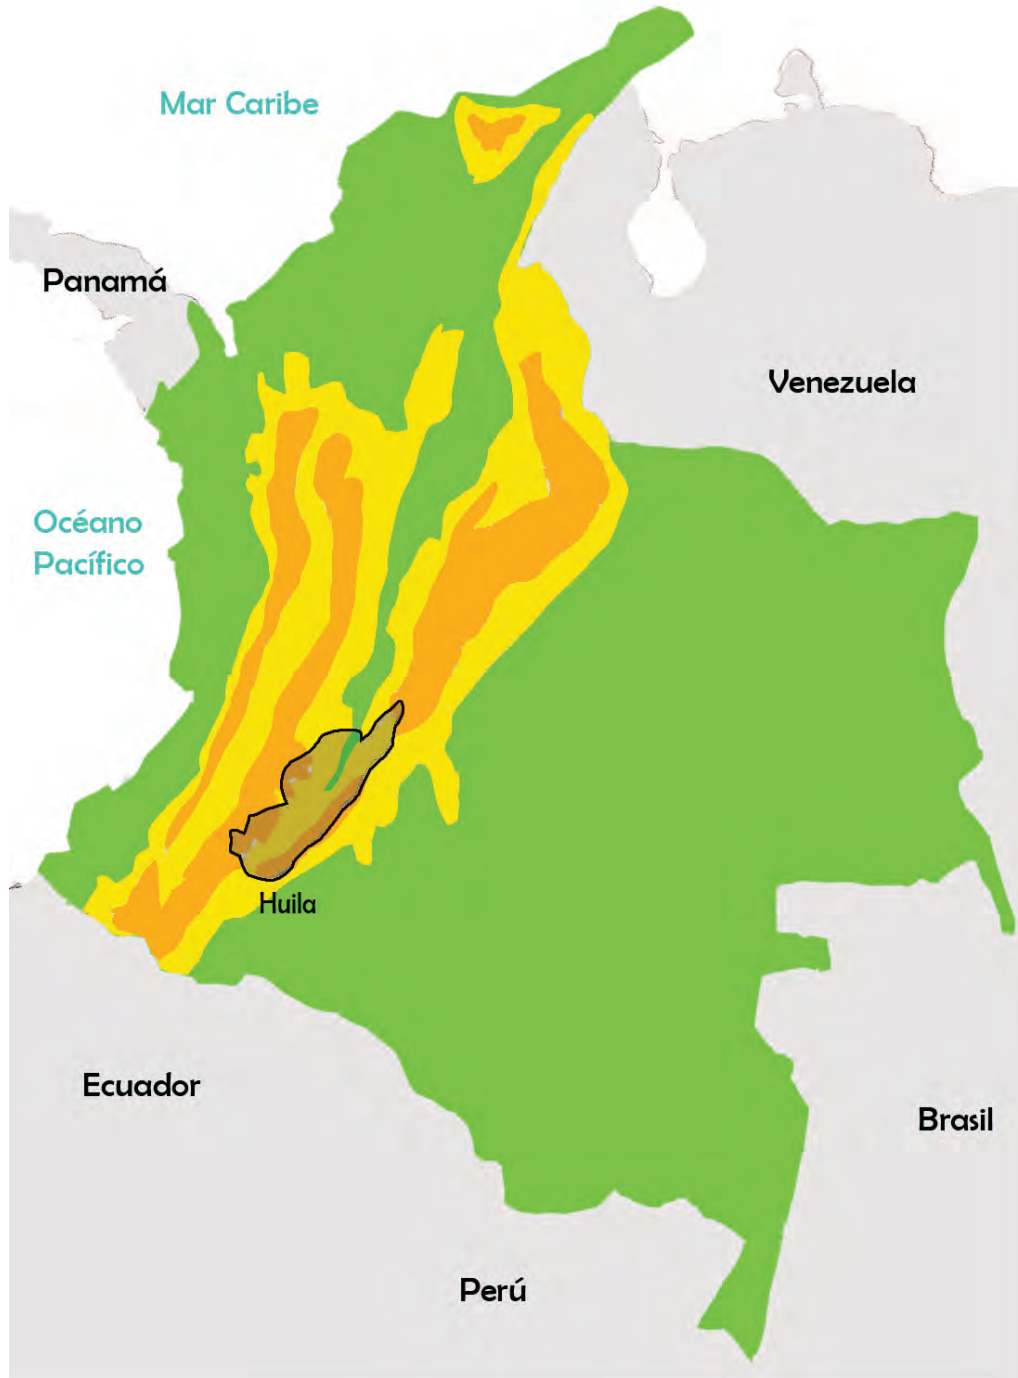 Mar Caribe
Panamá
Venezuela
Océano
Pacífico
Huila
Ecuador
Brasil
Perú